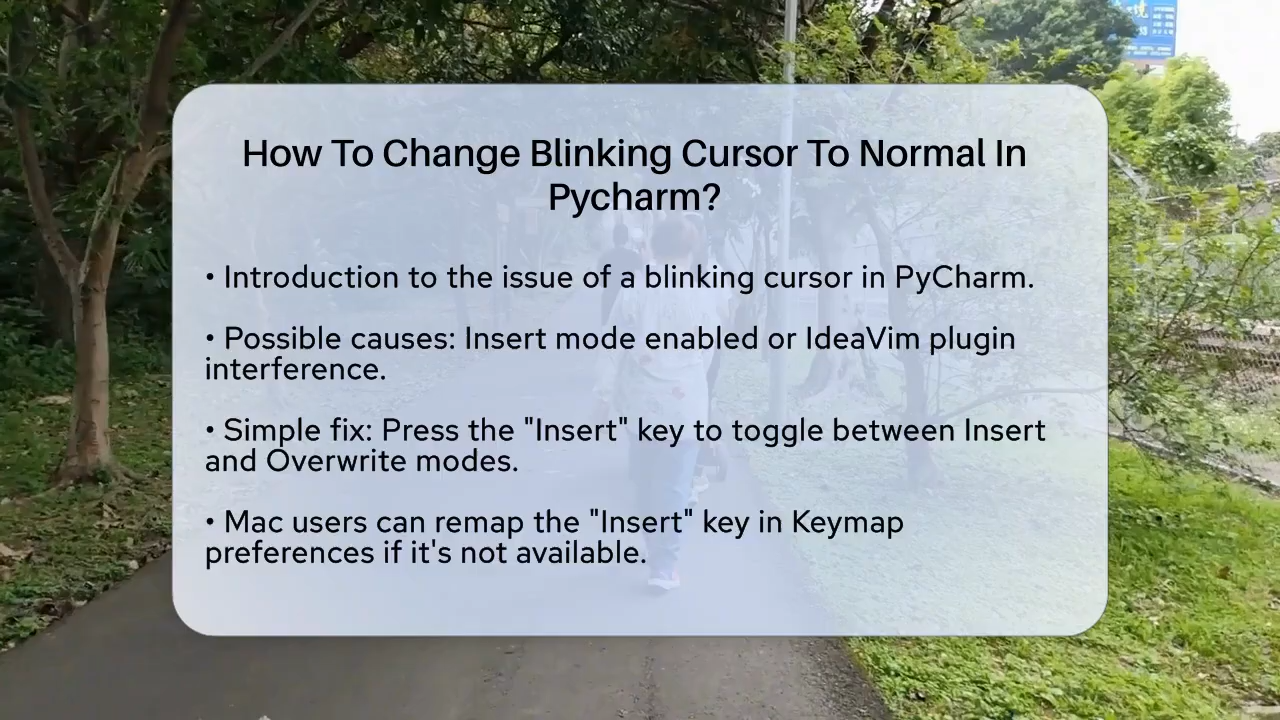 How To Change Blinking Cursor To Normal In
Pycharm?
• Introduction to the issue of a blinking cursor in PyCharm.
• Possible causes: Insert mode enabled or IdeaVim plugin
interference.
• Simple fix: Press the "Insert" key to toggle between Insert
and Overwrite modes.
• Mac users can remap the "Insert" key in Keymap
preferences if it's not available.